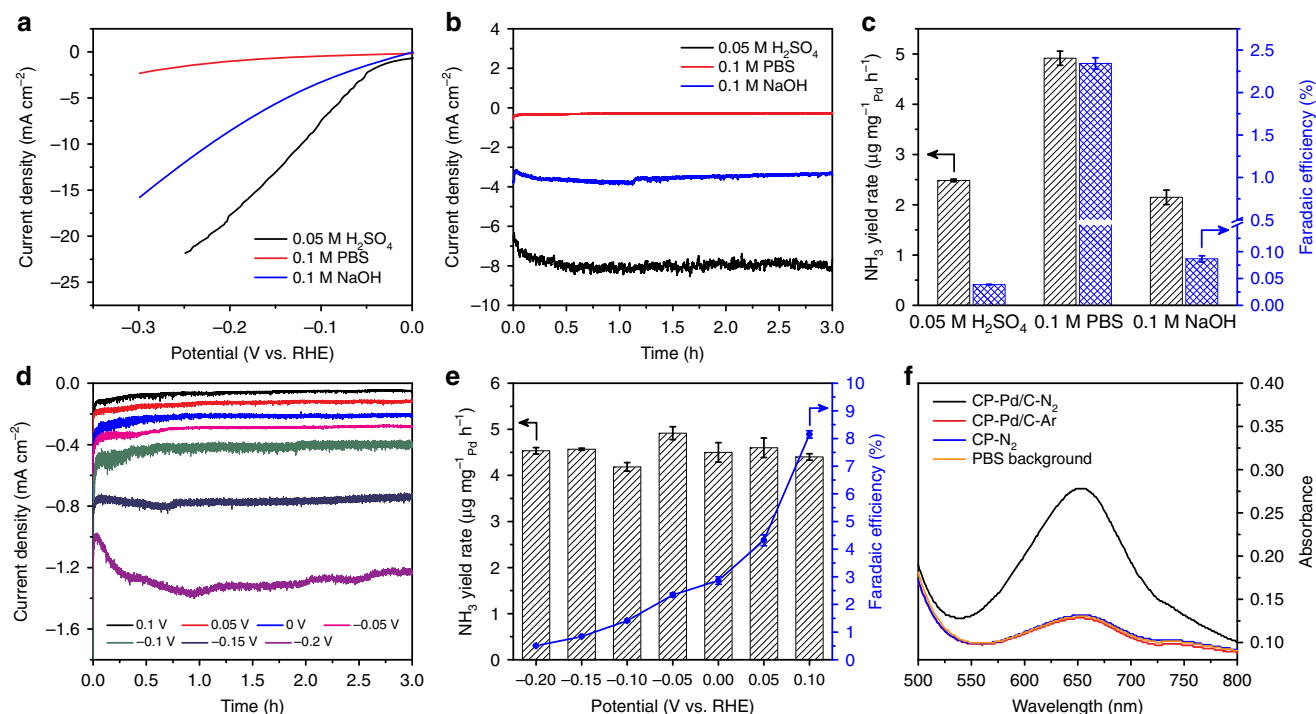 a
0
−5
−10
−15
−20
−25
Current density (mA cm−2)
0.05 M H2SO4
0.1 M PBS
0.1 M NaOH
−0.3 −0.2 −0.1 0.0
Potential (V vs. RHE)
b
4
2
0
−2
−4
−6
−8
−10
Current density (mA cm−2)
0.05 M H2SO4
0.1 M PBS
0.1 M NaOH
0.0 0.5 1.0 1.5 2.0 2.5 3.0
Time (h)
c
5
4
3
2
1
0
NH3 yield rate (μg mg−1Pd h−1)
2.5
2.0
1.5
1.0
0.5
0.10
0.05
0.00
Faradaic efficiency (%)
0.05 M H2SO4 0.1 M PBS 0.1 M NaOH
d
0.0
−0.4
−0.8
−1.2
−1.6
Current density (mA cm−2)
0.1 V 0.05 V 0 V −0.05 V
−0.1 V −0.15 V −0.2 V
0.0 0.5 1.0 1.5 2.0 2.5 3.0
Time (h)
e
6
5
4
3
2
1
0
NH3 yield rate (μg mg−1Pd h−1)
10
9
8
7
6
5
4
3
2
1
0
Faradaic efficiency (%)
−0.20 −0.15 −0.10 −0.05 0.00 0.05 0.10
Potential (V vs. RHE)
f
CP-Pd/C-N2
CP-Pd/C-Ar
CP-N2
PBS background
0.40
0.35
0.30
0.25
0.20
0.15
0.10
Absorbance
500 550 600 650 700 750 800
Wavelength (nm)